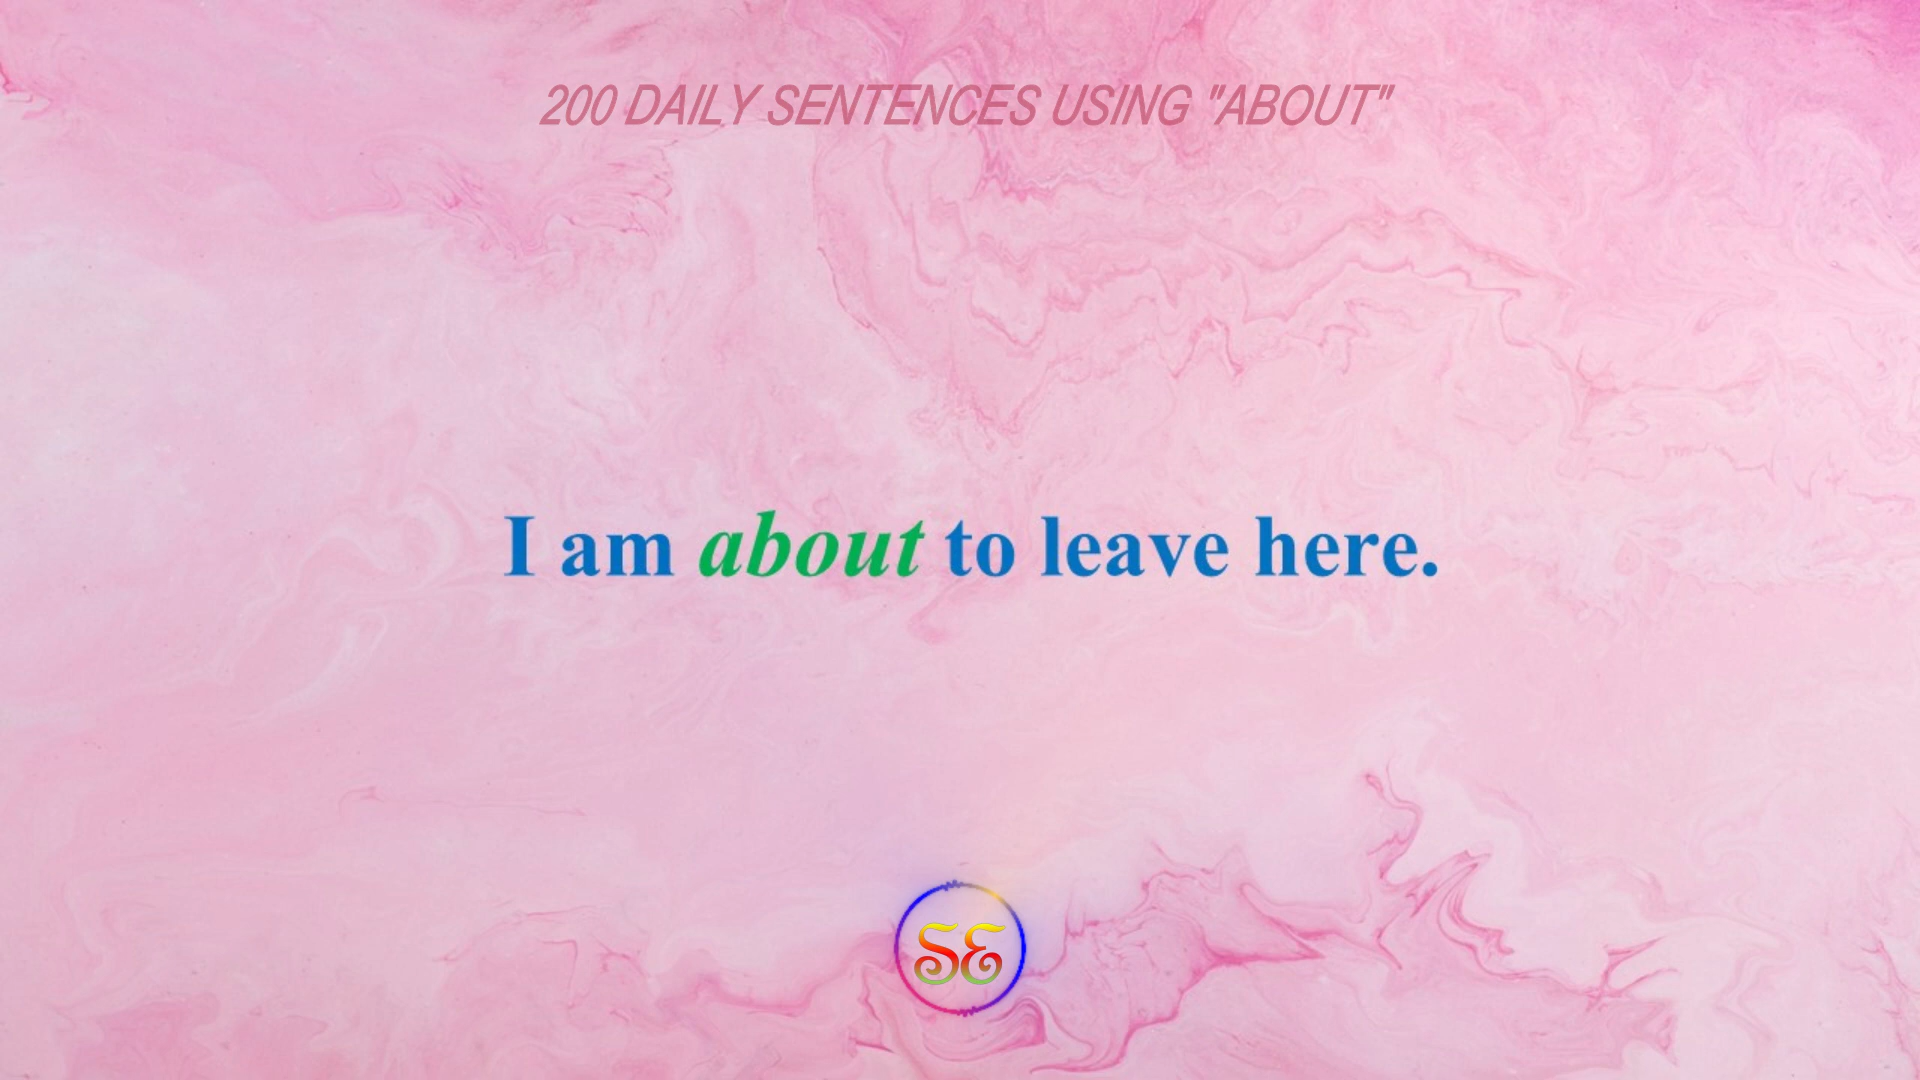 200 DAILY SENTENCES USING "ABOUT"
I am about to leave here.
SE